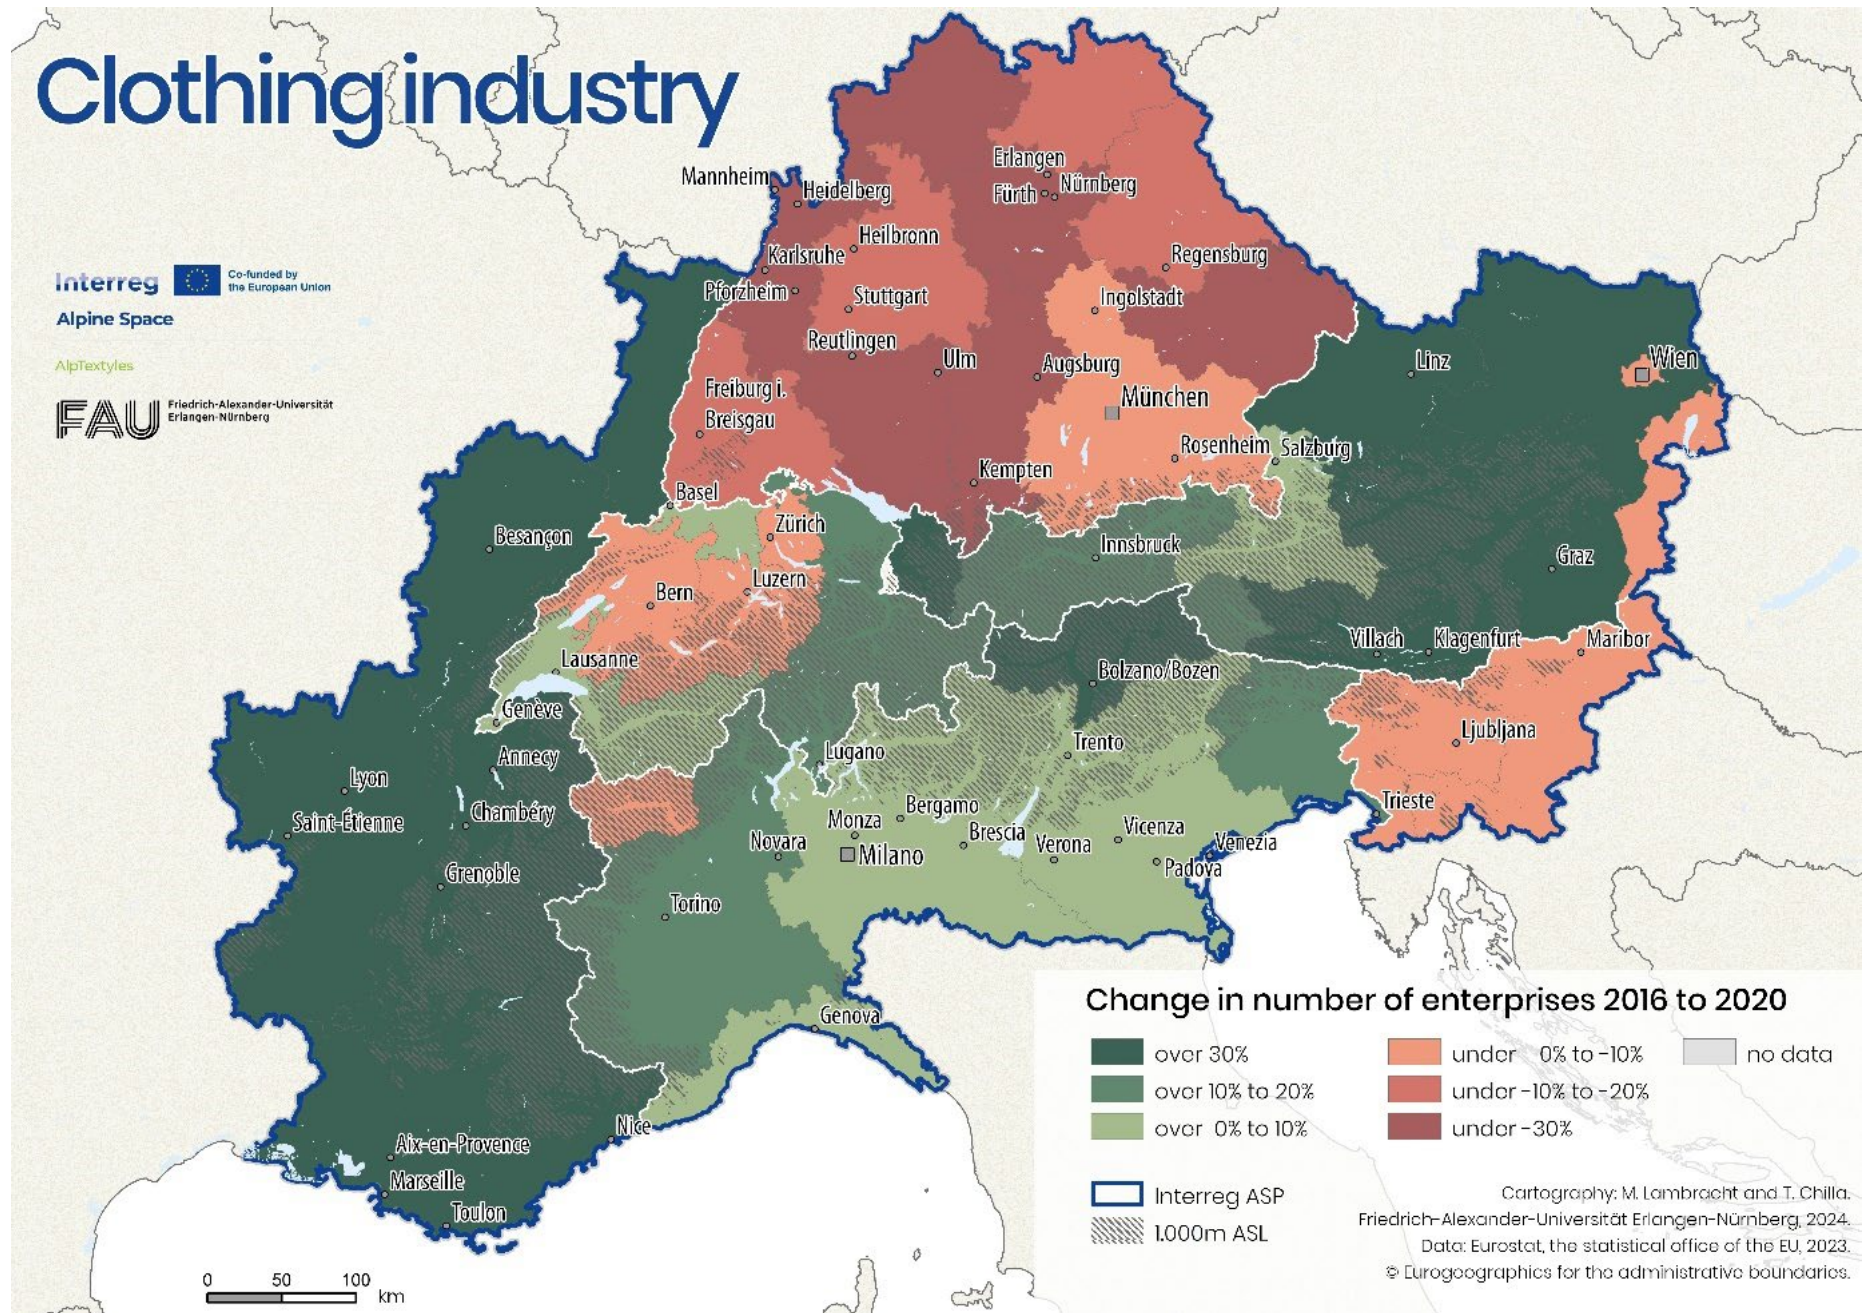 Clothing industry
Interreg
Co-funded by
the European Union
Alpine Space
AlpTextyles
FAU
Friedrich-Alexander-Universität
Erlangen-Nürnberg
Mannheim
Heidelberg
Erlangen
Fürth
Nürnberg
Heilbronn
Karlsruhe
Regensburg
Pforzheim
Stuttgart
Ingolstadt
Reutlingen
Ulm
Augsburg
Linz
Wien
Freiburg i.
Breisgau
München
Rosenheim
Salzburg
Kempten
Basel
Besançon
Zürich
Innsbruck
Graz
Bern
Luzern
Villach
Klagenfurt
Maribor
Lausanne
Bolzano/Bozen
Genève
Ljubljana
Annecy
Lugano
Trento
Lyon
Saint-Étienne
Chambéry
Bergamo
Trieste
Monza
Brescia
Vicenza
Novara
Milano
Verona
Venezia
Padova
Grenoble
Torino
Genova
Nice
Aix-en-Provence
Marseille
Toulon
Change in number of enterprises 2016 to 2020
over 30%
over 10% to 20%
over 0% to 10%
under 0% to -10%
under -10% to -20%
under -30%
no data
Interreg ASP
1.000m ASL
Cartography: M. Lambracht and T. Chilla.
Friedrich-Alexander-Universität Erlangen-Nürnberg, 2024.
Data: Eurostat, the statistical office of the EU, 2023.
© Eurogeographics for the administrative boundaries.
0 50 100
km